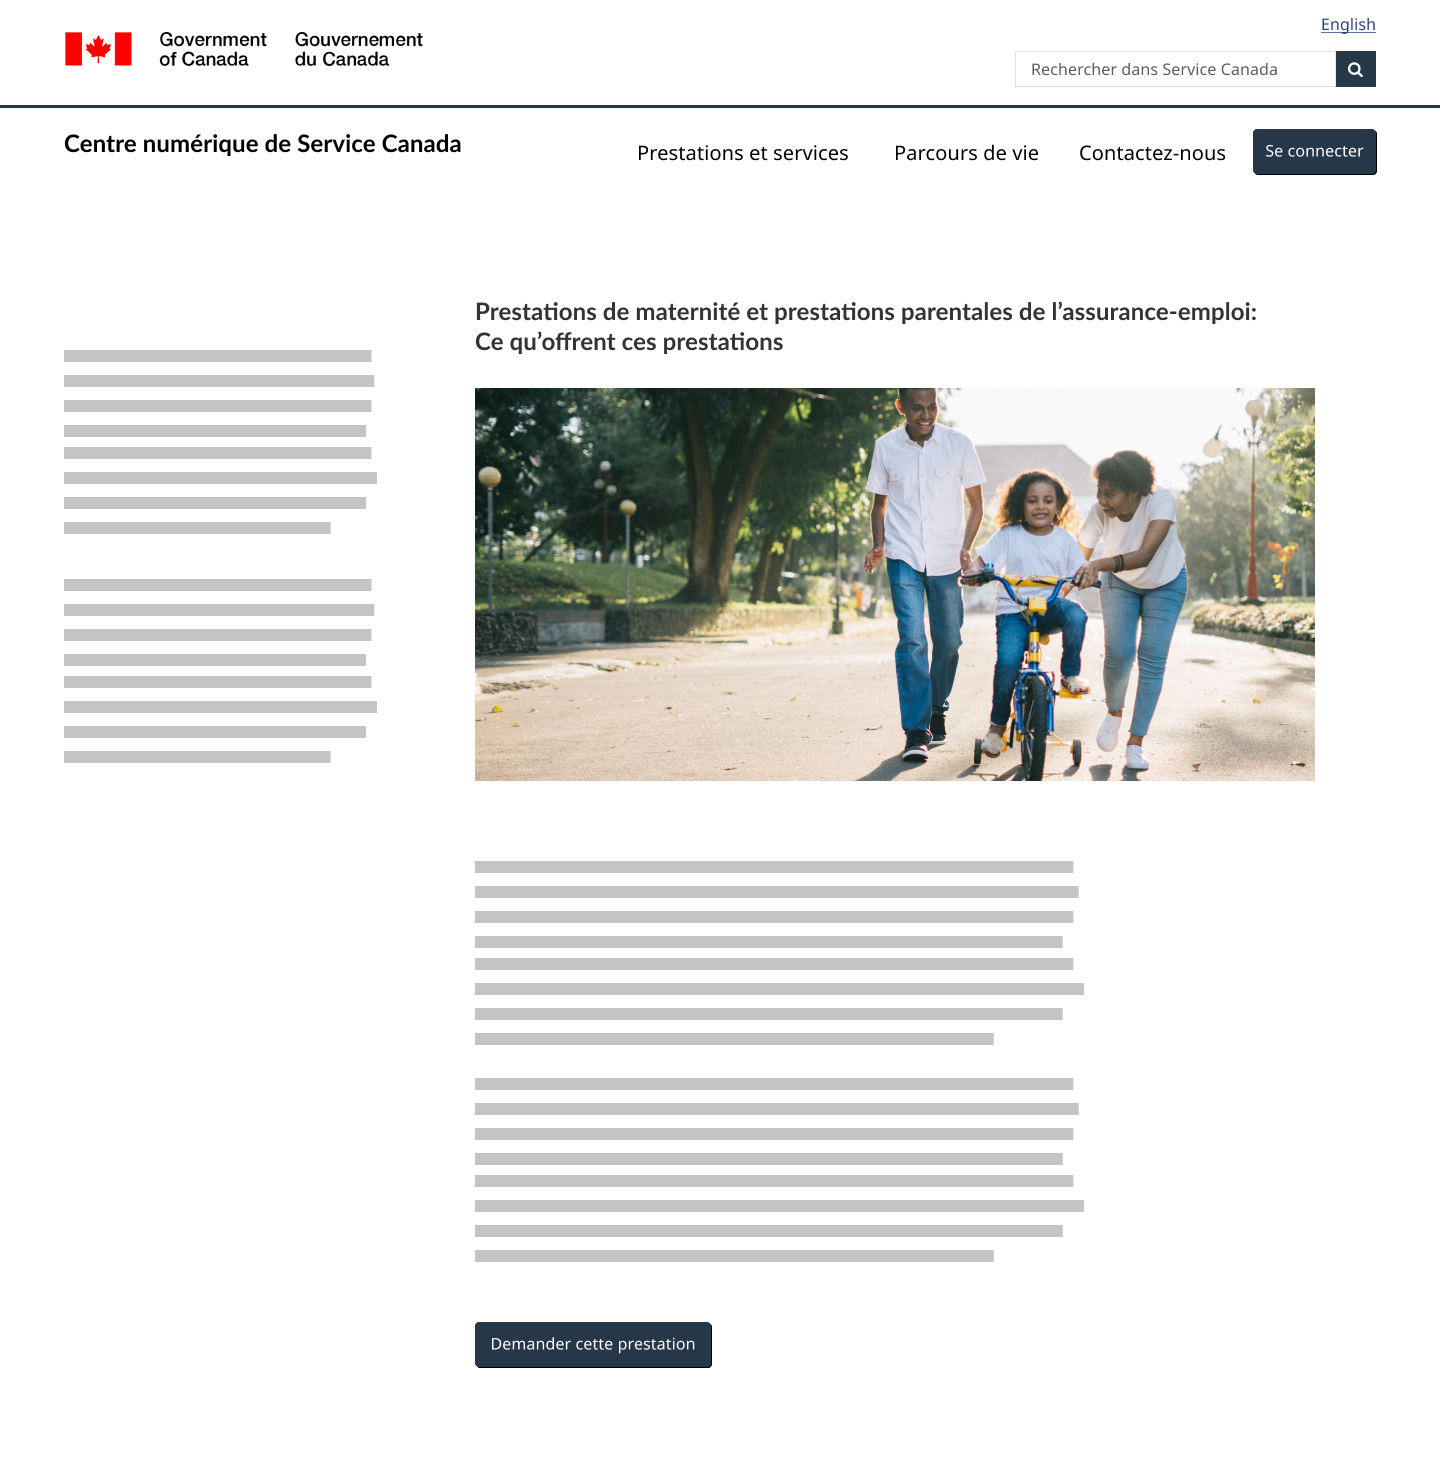 English
Government
of Canada
Gouvernement
du Canada
Rechercher dans Service Canada
Centre numérique de Service Canada
Prestations et services
Parcours de vie
Contactez-nous
Se connecter
Prestations de maternité et prestations parentales de l’assurance-emploi:
Ce qu’offrent ces prestations
Demander cette prestation